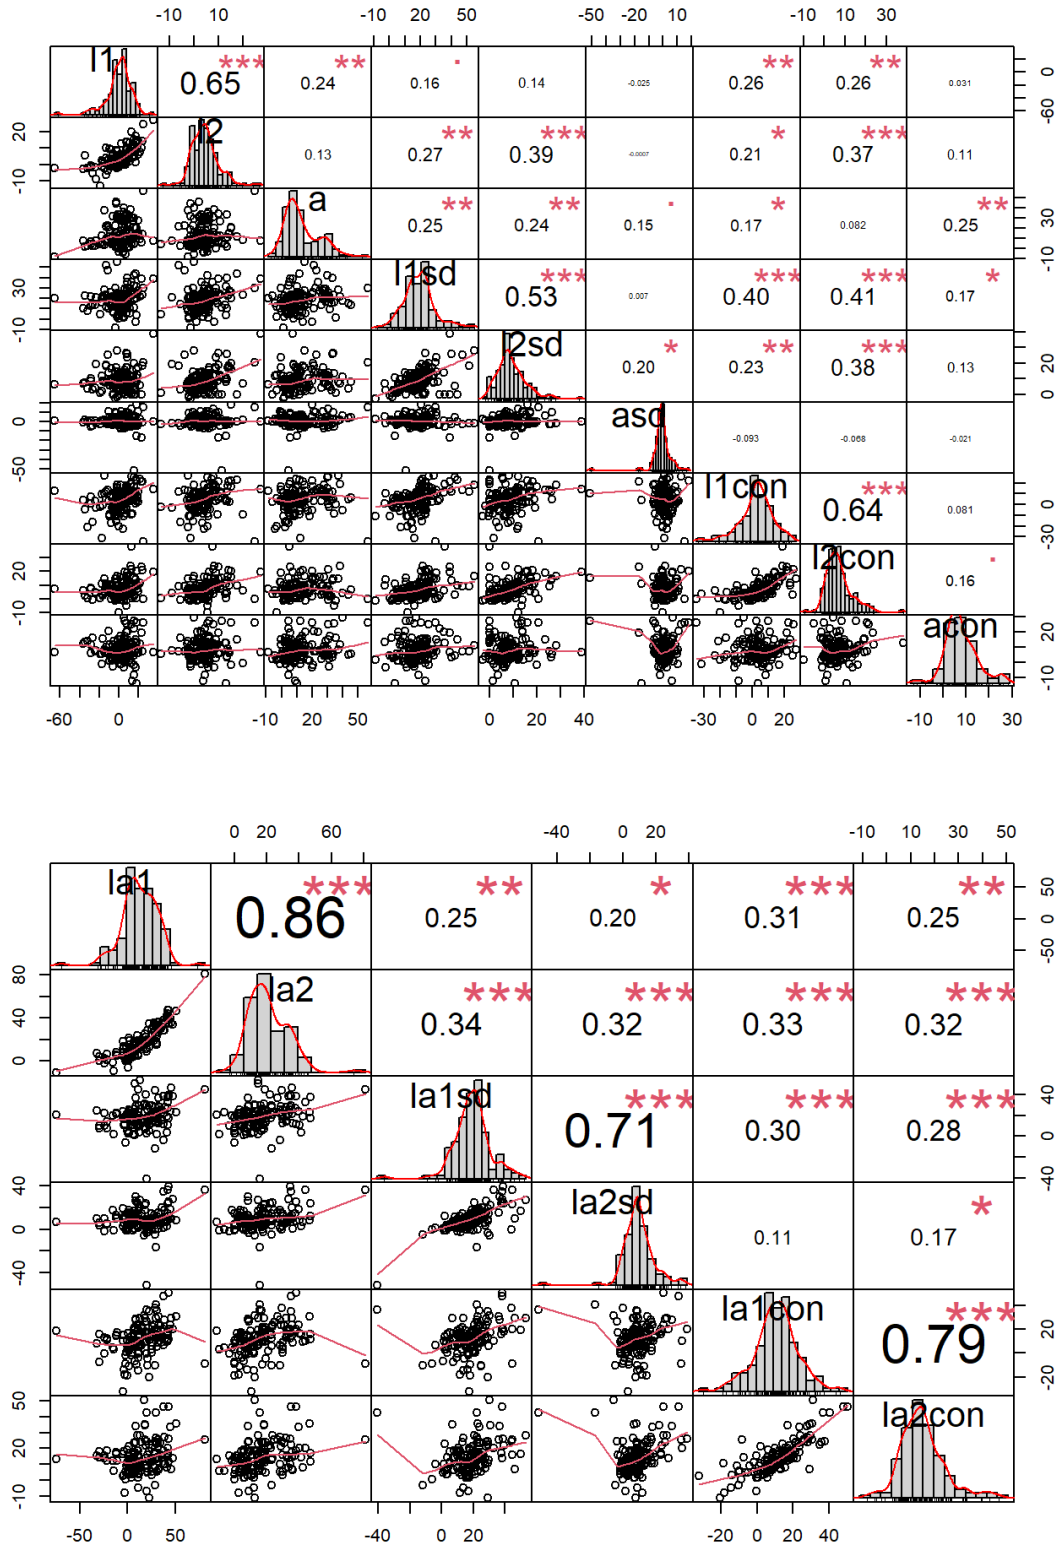 -10 10 -10 20 50 -50 -20 10 -10 10 30
l1 0.65 *** 0.24 ** 0.16 . 0.14 -0.025 0.26 ** 0.26 ** 0.031 0 -60
20 -10 l2 0.13 0.27 ** 0.39 *** -0.0007 0.21 * 0.37 *** 0.11
a 0.25 ** 0.24 ** 0.15 . 0.17 * 0.082 0.25 ** 30 -10
30 -10 l1sd 0.53 *** 0.007 0.40 *** 0.41 *** 0.17 *
l2sd 0.20 * 0.23 ** 0.38 *** 0.13 20 0
0 -50 asd -0.093 -0.068 -0.021
l1con 0.64 *** 0.081 0 -30
20 -10 l2con 0.16 .
acon 20 -10
-60 0 -10 20 50 0 20 40 -30 0 20 -10 10 30
0 20 60 -40 0 20 -10 10 30 50
la1 0.86 *** 0.25 ** 0.20 * 0.31 *** 0.25 ** 50 0 -50
80 40 0 la2 0.34 *** 0.32 *** 0.33 *** 0.32 ***
la1sd 0.71 *** 0.30 *** 0.28 *** 40 0 -40
40 0 -40 la2sd 0.11 0.17 *
la1con 0.79 *** 20 -20
50 20 -10 la2con
-50 0 50 -40 0 20 -20 0 20 40